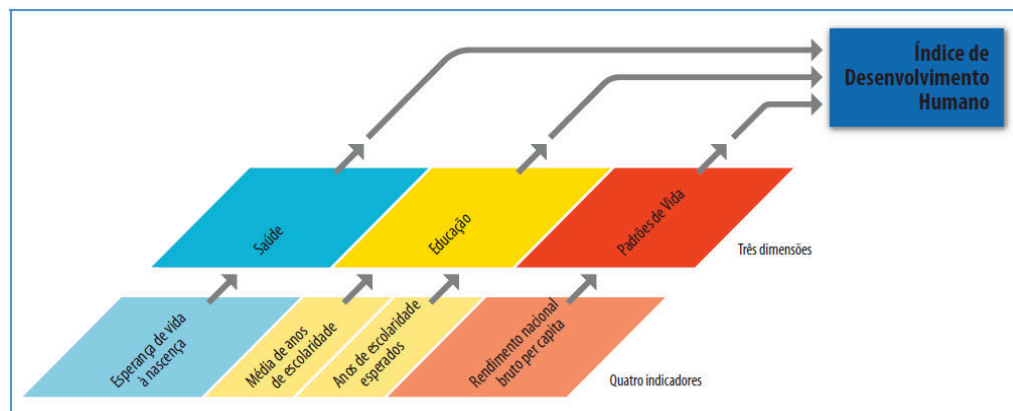 Índice de
Desenvolvimento
Humano
Saúde
Educação
Padrões de Vida
Três dimensões
Esperança de vida
à nascença
Média de anos
de escolaridade
Anos de escolaridade
esperados
Rendimento nacional
bruto per capita
Quatro indicadores